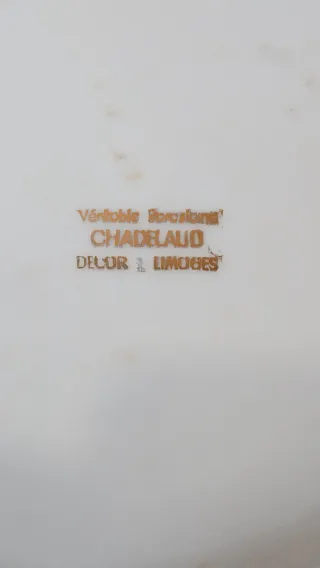 Véritable Porcelaine
CHADELAUD
DECOR LIMOGES